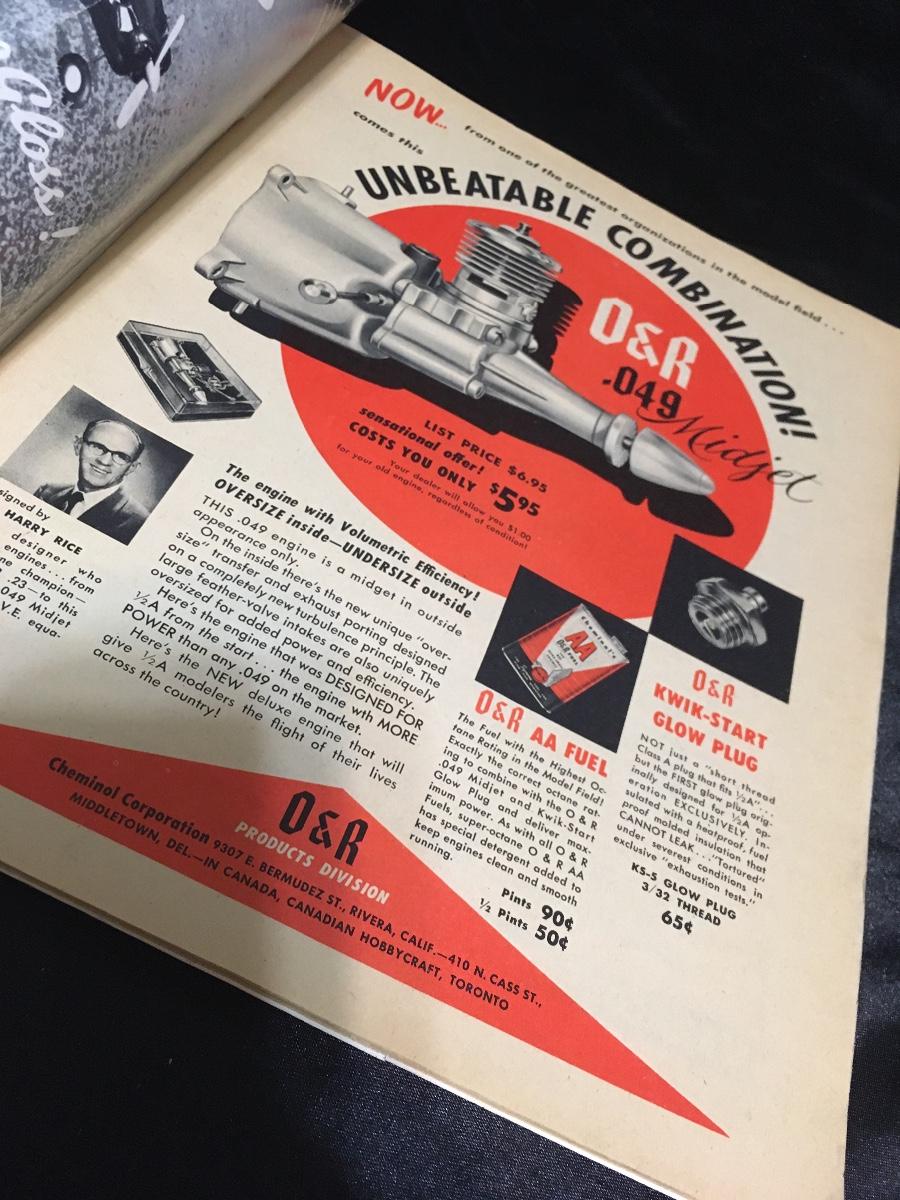 Gloss!
NOW...
from one of the greatest organizations in the model field...
comes this
UNBEATABLE COMBINATION!
O&R
.049
Midjet
LIST PRICE $6.95
sensational offer!
COSTS YOU ONLY $5.95
Your dealer will allow you $1.00
for your old engine, regardless of condition!
HARRY RICE
designer who
engines... from
champion—
.23—to this
.049 Midjet
V.E. equa-
The engine with Volumetric Efficiency!
OVERSIZE inside—UNDERSIZE outside
THIS .049 engine is a midget in outside
appearance only.
On the inside there's the new unique "over-
size" transfer and exhaust porting designed
on a completely new turbulence principle. The
large feather-valve intakes are also uniquely
oversized for added power and efficiency.
Here's the engine that was DESIGNED FOR
½A from the start... the engine wth MORE
POWER than any .049 on the market.
Here's the NEW deluxe engine that will
give ½A modelers the flight of their lives
across the country!
Cheminol's
AA
O&R FUEL
O&R AA FUEL
The Fuel with the Highest Oc-
tane Rating in the Model Field!
Exactly the correct octane rat-
ing to combine with the O & R
.049 Midjet and Kwik-Start
Glow Plug and deliver max-
imum power. As with all O & R
Fuels, super-octane O & R AA
has special detergent added to
keep engines clean and smooth
running.
Pints 90¢
½ Pints 50¢
O&R
KWIK-START
GLOW PLUG
NOT just a "short thread
Class A plug that fits ½A"...
but the FIRST glow plug orig-
inally designed for ½A op-
eration EXCLUSIVELY. In-
sulated with a heatproof, fuel
proof molded insulation that
CANNOT LEAK... "Tortured"
under severest conditions in
exclusive "exhaustion tests."
KS-5 GLOW PLUG
3/32 THREAD
65¢
O&R
PRODUCTS DIVISION
Cheminol Corporation 9307 E. BERMUDEZ ST., RIVERA, CALIF.—410 N. CASS ST.,
MIDDLETOWN, DEL.—IN CANADA, CANADIAN HOBBYCRAFT, TORONTO